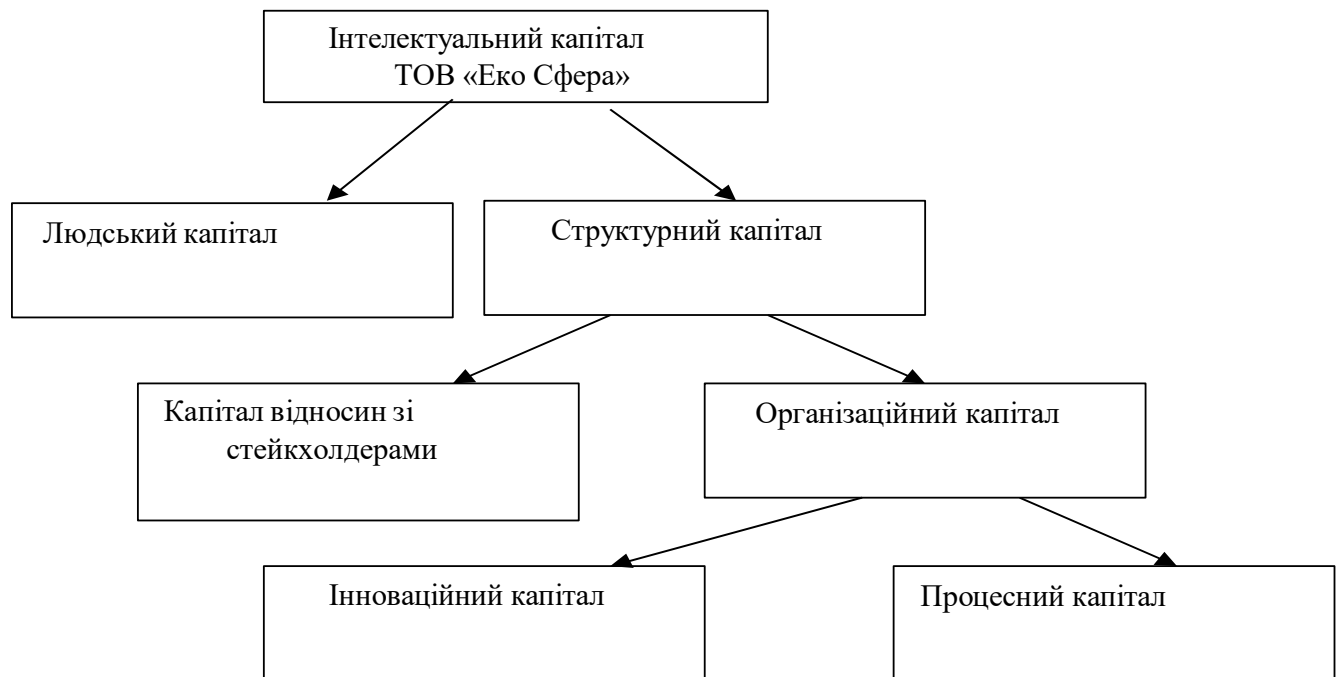 Інтелектуальний капітал
ТОВ «Еко Сфера»
Людський капітал
Структурний капітал
Капітал відносин зі
стейкхолдерами
Організаційний капітал
Інноваційний капітал
Процесний капітал